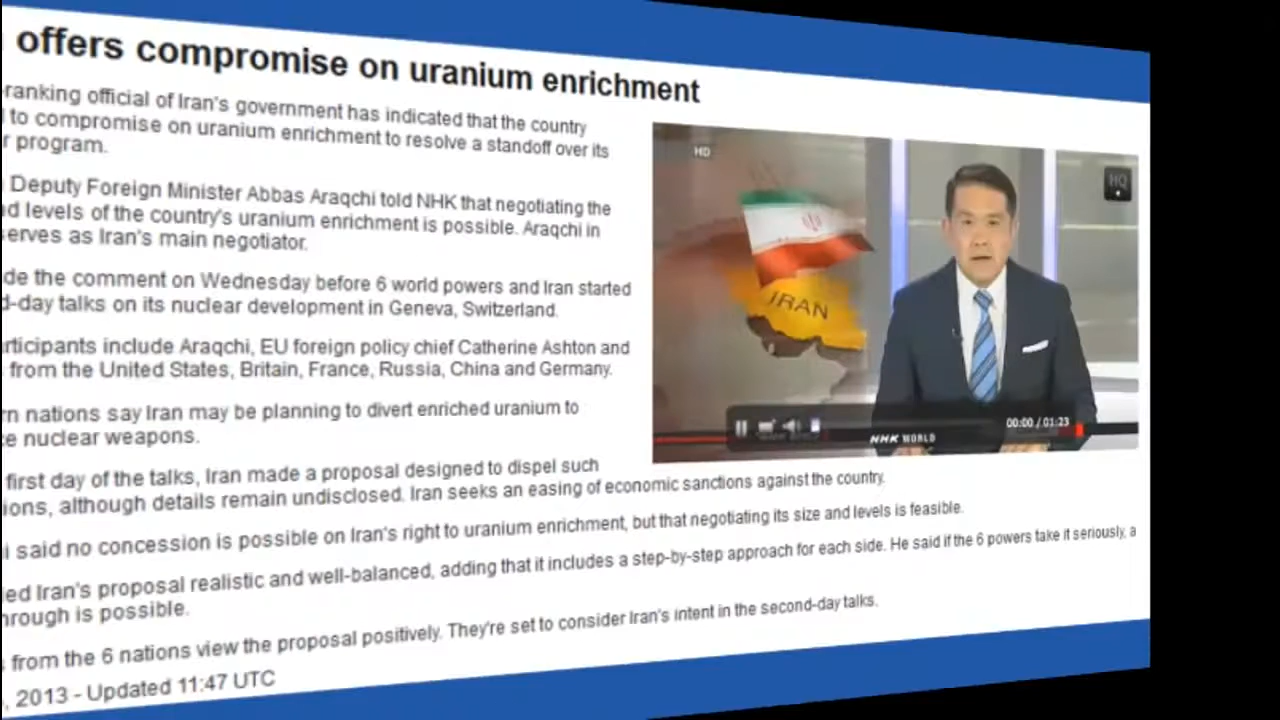 offers compromise on uranium enrichment
-ranking official of Iran's government has indicated that the country
to compromise on uranium enrichment to resolve a standoff over its
r program.
Deputy Foreign Minister Abbas Araqchi told NHK that negotiating the
d levels of the country's uranium enrichment is possible. Araqchi in
erves as Iran's main negotiator.
de the comment on Wednesday before 6 world powers and Iran started
d-day talks on its nuclear development in Geneva, Switzerland.
rticipants include Araqchi, EU foreign policy chief Catherine Ashton and
from the United States, Britain, France, Russia, China and Germany.
rn nations say Iran may be planning to divert enriched uranium to
e nuclear weapons.
first day of the talks, Iran made a proposal designed to dispel such
ions, although details remain undisclosed. Iran seeks an easing of economic sanctions against the country.
i said no concession is possible on Iran's right to uranium enrichment, but that negotiating its size and levels is feasible.
led Iran's proposal realistic and well-balanced, adding that it includes a step-by-step approach for each side. He said if the 6 powers take it seriously, a
hrough is possible.
s from the 6 nations view the proposal positively. They're set to consider Iran's intent in the second-day talks.
, 2013 - Updated 11:47 UTC
HD
HQ
IRAN
00:00 / 01:23
NHK WORLD